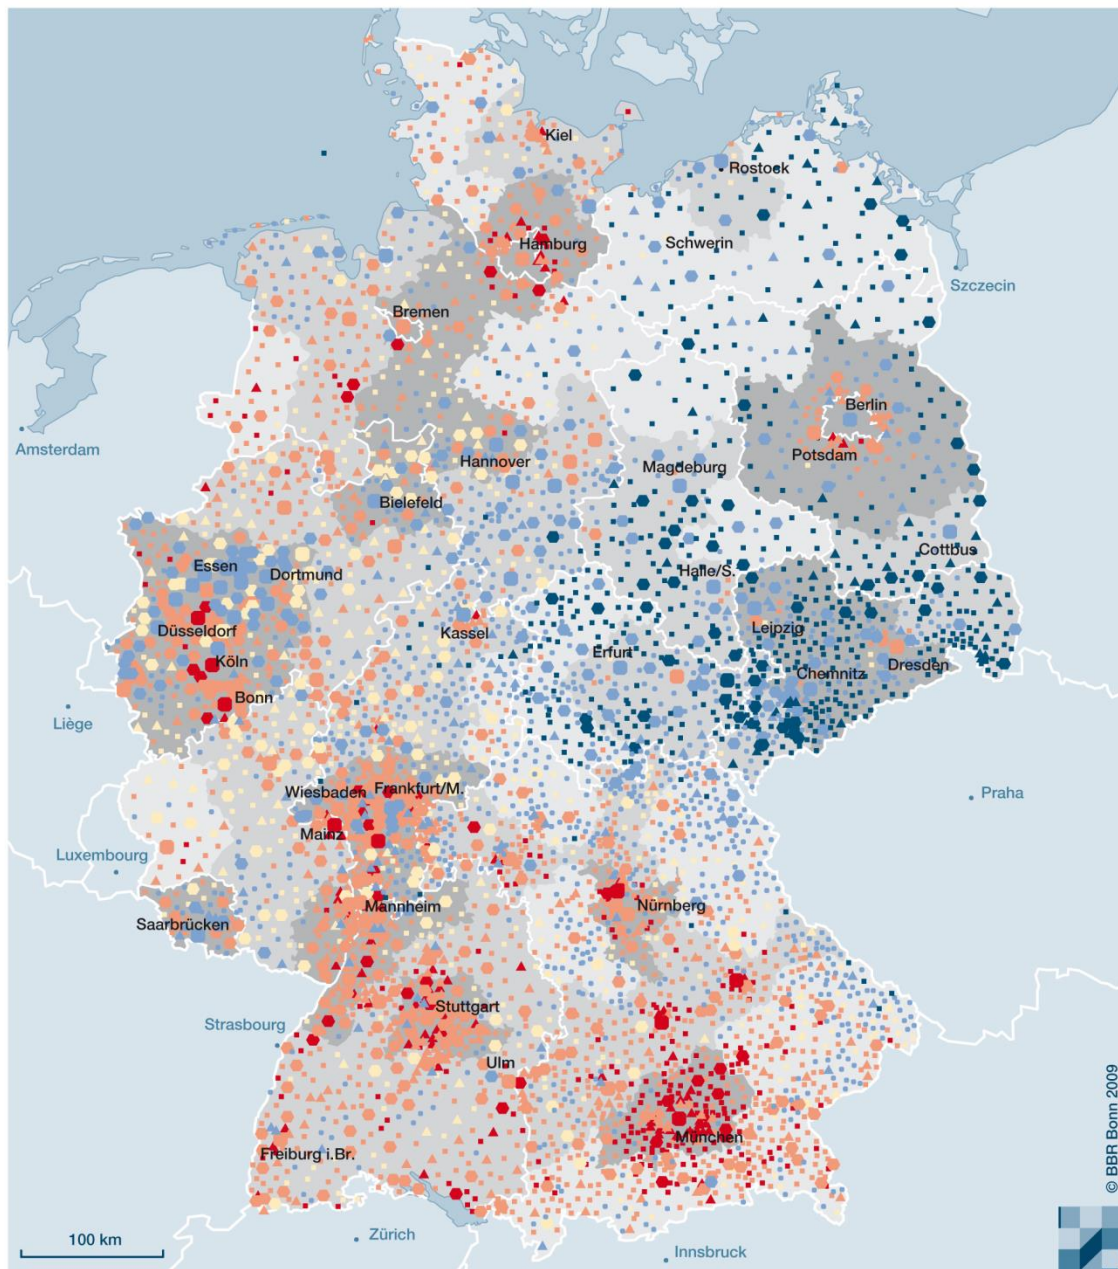 Kiel
Rostock
Hamburg
Schwerin
Szczecin
Bremen
Berlin
Amsterdam
Hannover
Potsdam
Magdeburg
Bielefeld
Cottbus
Essen
Dortmund
Halle/S.
Düsseldorf
Kassel
Leipzig
Erfurt
Köln
Dresden
Chemnitz
Bonn
Liège
Wiesbaden
Frankfurt/M.
Praha
Mainz
Luxembourg
Mannheim
Nürnberg
Saarbrücken
Stuttgart
Strasbourg
Ulm
München
Freiburg i.Br.
© BBR Bonn 2009
Zürich
100 km
Innsbruck